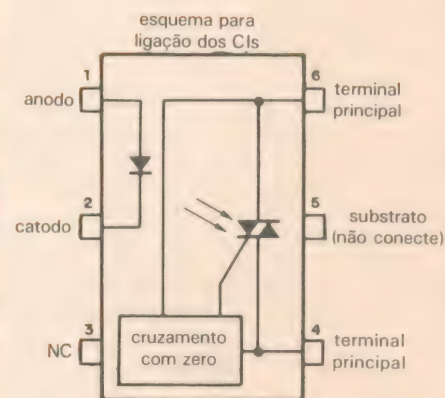 esquema para
ligação dos CIs
1
anodo
2
catodo
3
NC
6
terminal
principal
5
substrato
(não conecte)
4
terminal
principal
cruzamento
com zero